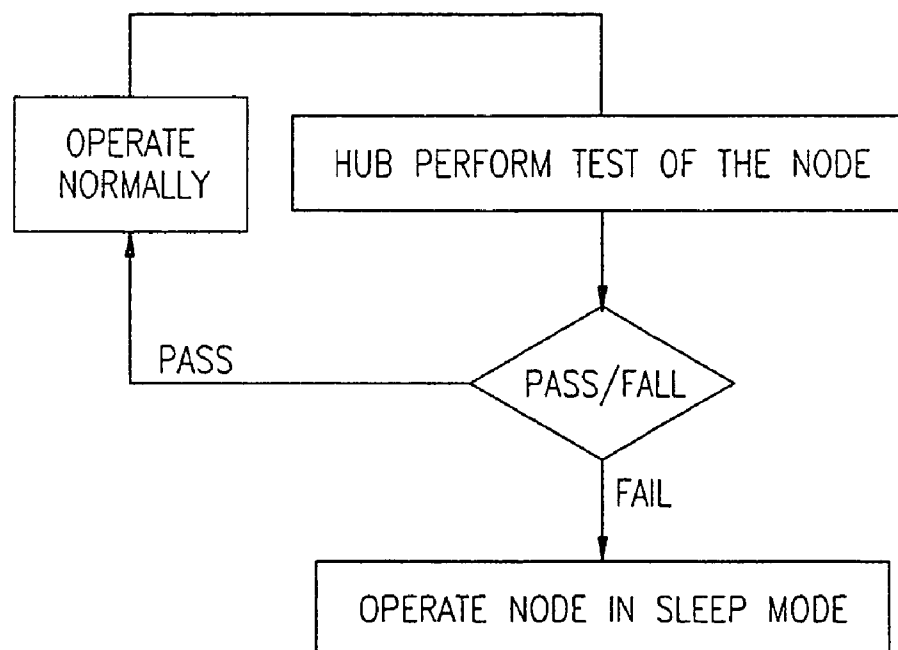 OPERATE
NORMALLY
HUB PERFORM TEST OF THE NODE
PASS
PASS/FALL
FAIL
OPERATE NODE IN SLEEP MODE